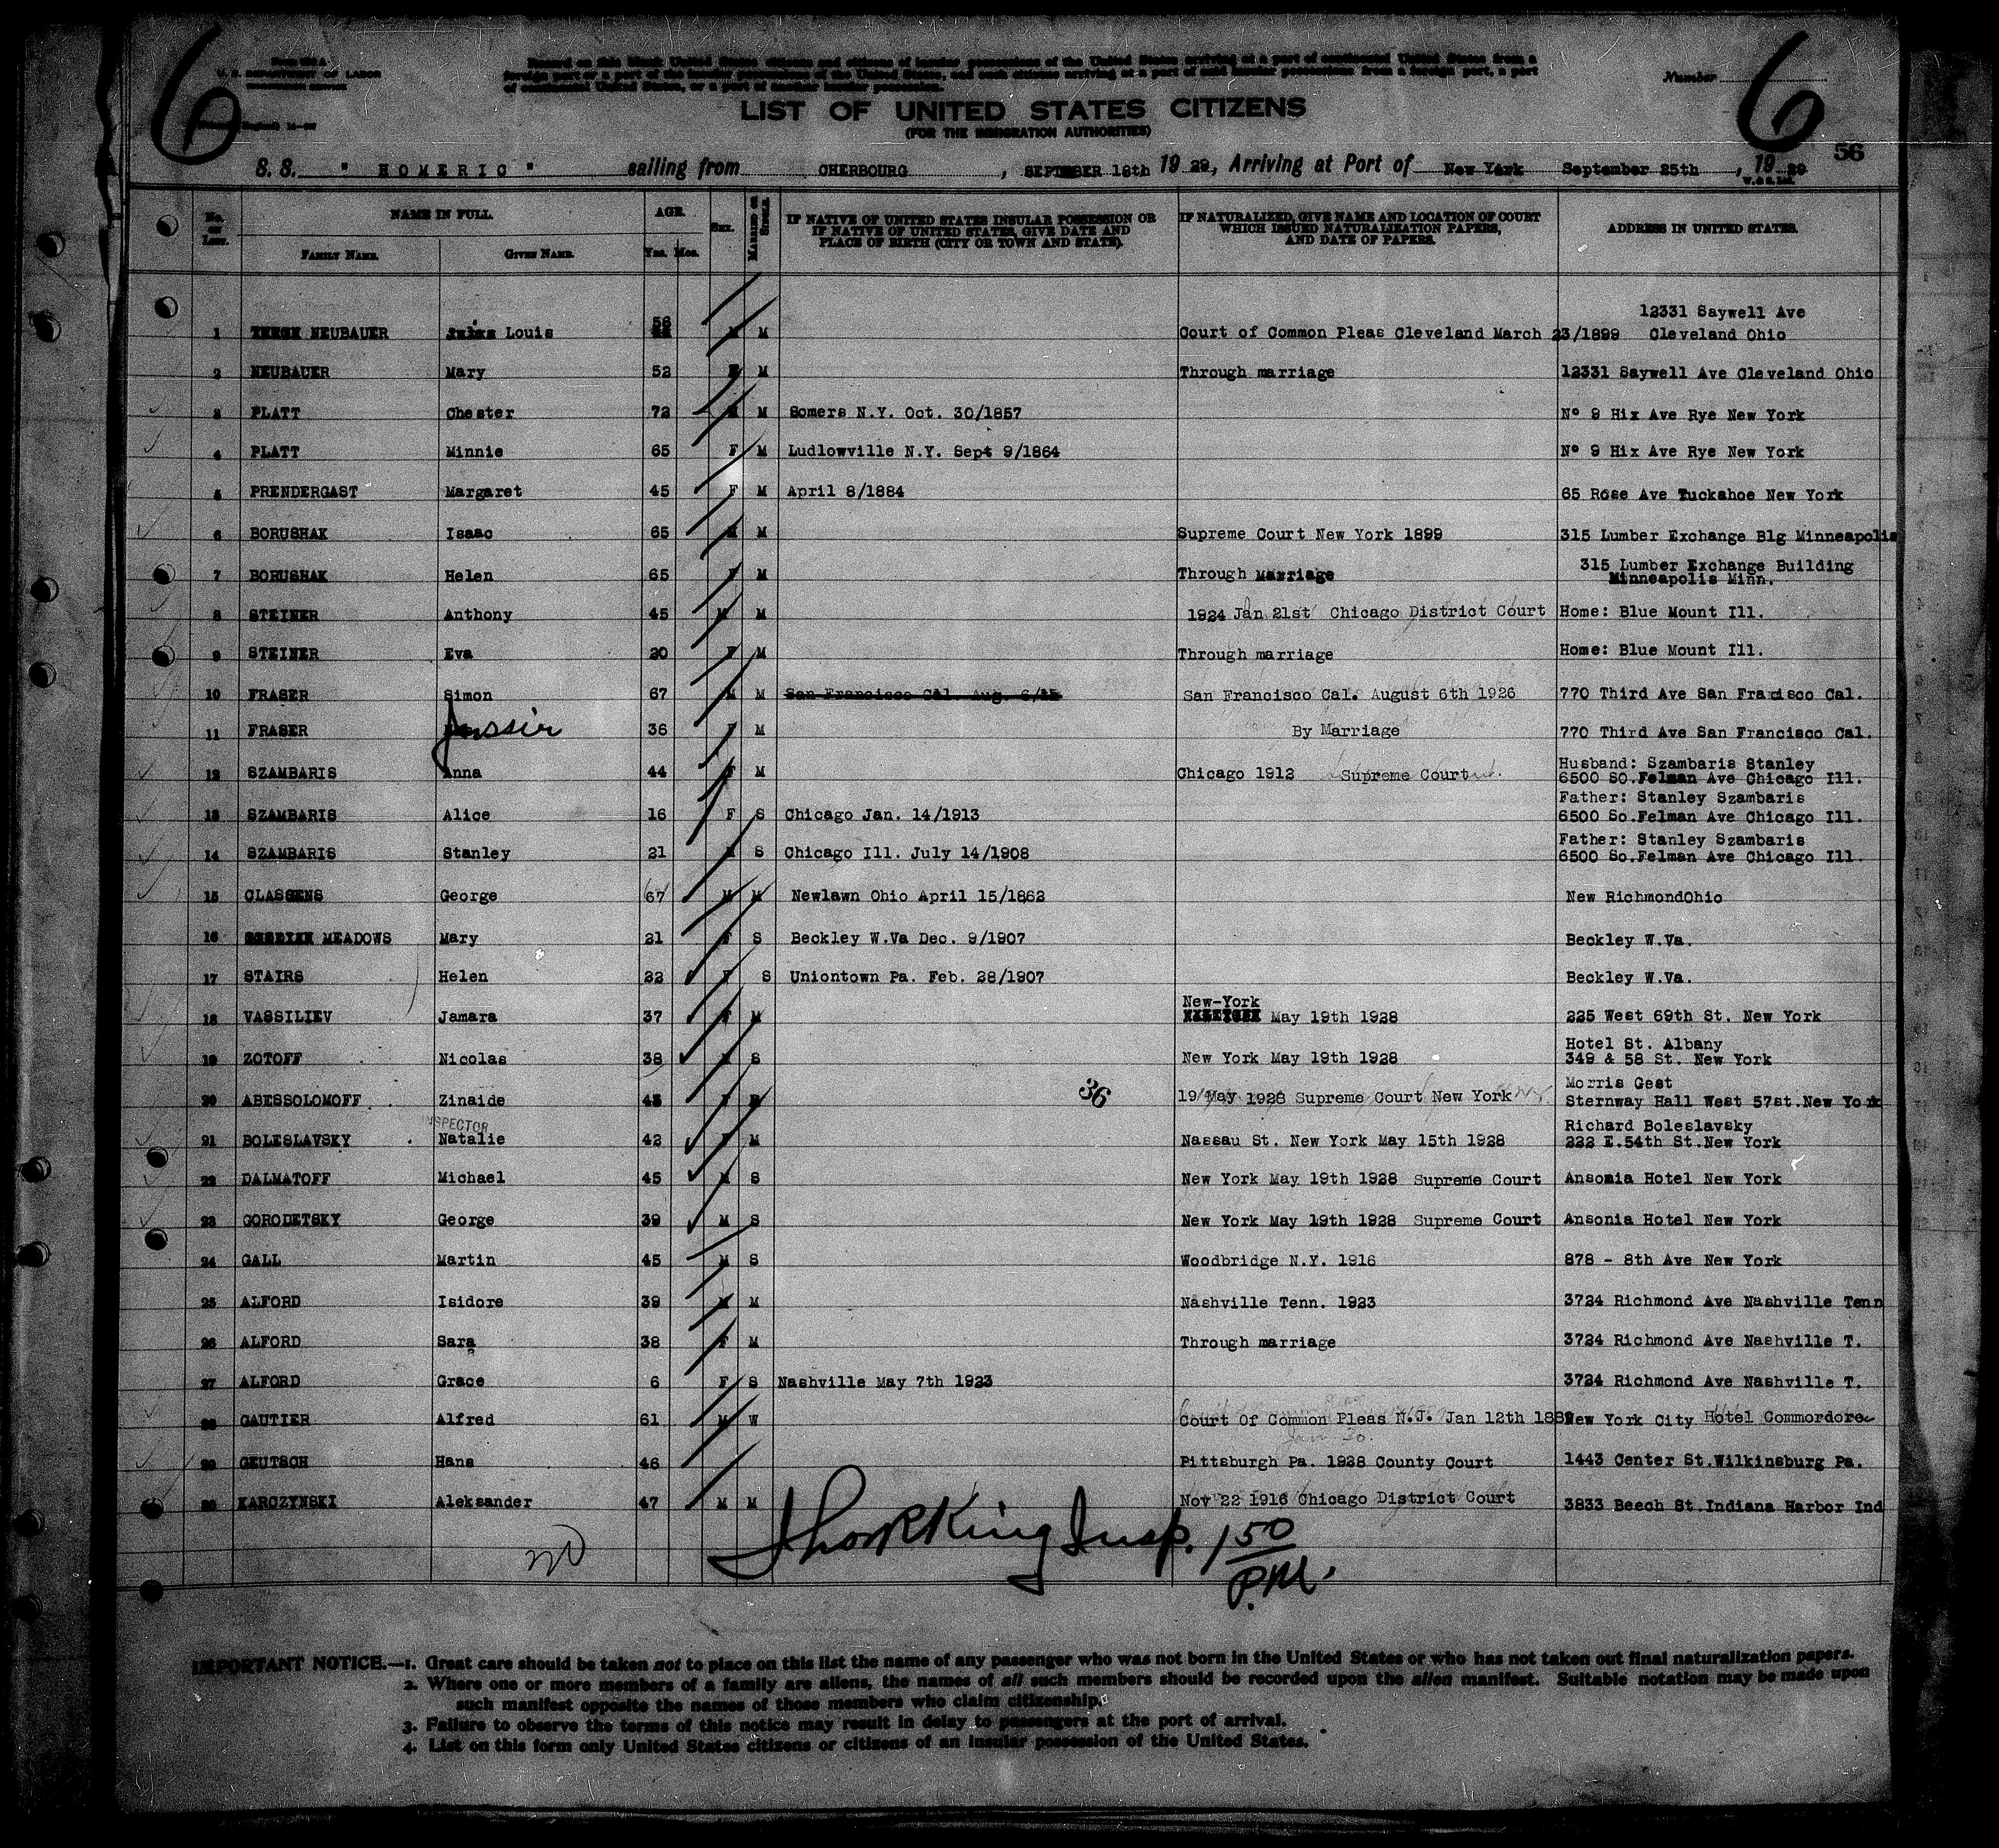 6
6
U. S. DEPARTMENT OF LABOR
Number
LIST OF UNITED STATES CITIZENS
(FOR THE IMMIGRATION AUTHORITIES)
56
S. S. " HOMERIC " sailing from CHERBOURG , SEPTEMBER 18th 19 29, Arriving at Port of New York September 25th , 19 29
No. on List. NAME IN FULL. AGE. Sex. MARRIED OR SINGLE. IF NATIVE OF UNITED STATES INSULAR POSSESSION OR IF NATIVE OF UNITED STATES, GIVE DATE AND PLACE OF BIRTH (CITY OR TOWN AND STATE). IF NATURALIZED, GIVE NAME AND LOCATION OF COURT WHICH ISSUED NATURALIZATION PAPERS, AND DATE OF PAPERS. ADDRESS IN UNITED STATES.
FAMILY NAME. GIVEN NAME. Yrs. Mos.
12331 Saywell Ave
1 NEUBAUER Louis 56 M M Court of Common Pleas Cleveland March 23/1899 Cleveland Ohio
2 NEUBAUER Mary 52 F M Through marriage 12331 Saywell Ave Cleveland Ohio
3 PLATT Chester 72 M M Somers N.Y. Oct. 30/1857 Nº 9 Hix Ave Rye New York
4 PLATT Minnie 65 F M Ludlowville N.Y. Sept 9/1864 Nº 9 Hix Ave Rye New York
5 PRENDERGAST Margaret 45 F M April 8/1884 65 Rose Ave Tuckahoe New York
6 BORUSHAK Isaac 65 M M Supreme Court New York 1899 315 Lumber Exchange Blg Minneapolis
7 BORUSHAK Helen 65 F M Through Marriage 315 Lumber Exchange Building
Minneapolis Minn.
8 STEINER Anthony 45 M M 1924 Jan 21st Chicago District Court Home: Blue Mount Ill.
9 STEINER Eva 20 F M Through marriage Home: Blue Mount Ill.
10 FRASER Simon 67 M M San Francisco Cal. Aug. 6/ San Francisco Cal. August 6th 1926 770 Third Ave San Francisco Cal.
11 FRASER Jessie 36 F M By Marriage 770 Third Ave San Francisco Cal.
Husband: Szambaris Stanley
12 SZAMBARIS Anna 44 F M Chicago 1912 Supreme Court 6500 SO.Felman Ave Chicago Ill.
Father: Stanley Szambaris
13 SZAMBARIS Alice 16 F S Chicago Jan. 14/1913 6500 So.Felman Ave Chicago Ill.
Father: Stanley Szambaris
14 SZAMBARIS Stanley 21 M S Chicago Ill. July 14/1908 6500 So.Felman Ave Chicago Ill.
15 CLASSENS George 67 M M Newlawn Ohio April 15/1862 New RichmondOhio
16 MEADOWS Mary 21 F S Beckley W.Va Dec. 9/1907 Beckley W.Va.
17 STAIRS Helen 22 F S Uniontown Pa. Feb. 28/1907 Beckley W.Va.
New-York
18 VASSILIEV Jamara 37 F M May 19th 1928 225 West 69th St. New York
Hotel St. Albany
19 ZOTOFF Nicolas 38 M S New York May 19th 1928 349 & 58 St. New York
36
Morris Gest
20 ABESSOLOMOFF Zinaide 43 F 19 May 1928 Supreme Court New York Sternway Hall West 57st.New York
SPECTOR
Richard Boleslavsky
21 BOLESLAVSKY Natalie 42 F M Nassau St. New York May 15th 1928 222 E.54th St.New York
22 DALMATOFF Michael 45 M S New York May 19th 1928 Supreme Court Ansonia Hotel New York
23 GORODETSKY George 39 M S New York May 19th 1928 Supreme Court Ansonia Hotel New York
24 GALL Martin 45 M S Woodbridge N.Y. 1916 878 - 8th Ave New York
25 ALFORD Isidore 39 M M Nashville Tenn. 1923 3724 Richmond Ave Nashville Tenn
26 ALFORD Sara 38 F M Through marriage 3724 Richmond Ave Nashville T.
27 ALFORD Grace 6 F S Nashville May 7th 1923 3724 Richmond Ave Nashville T.
28 GAUTIER Alfred 61 M W Court Of Common Pleas N.J. Jan 12th 1889 New York City Hotel Commordore
Jan 30.
29 GEUTSCH Hans 46 Pittsburgh Pa. 1928 County Court 1443 Center St.Wilkinsburg Pa.
30 KARCZYNSKI Aleksander 47 M M Nov 22 1916 Chicago District Court 3833 Beech St.Indiana Harbor Ind
King Insp. 1 50
P.M.
IMPORTANT NOTICE.—1. Great care should be taken not to place on this list the name of any passenger who was not born in the United States or who has not taken out final naturalization papers.
2. Where one or more members of a family are aliens, the names of all such members should be recorded upon the alien manifest. Suitable notation may be made upon
such manifest opposite the names of those members who claim citizenship.
3. Failure to observe the terms of this notice may result in delay to passengers at the port of arrival.
4. List on this form only United States citizens or citizens of an insular possession of the United States.